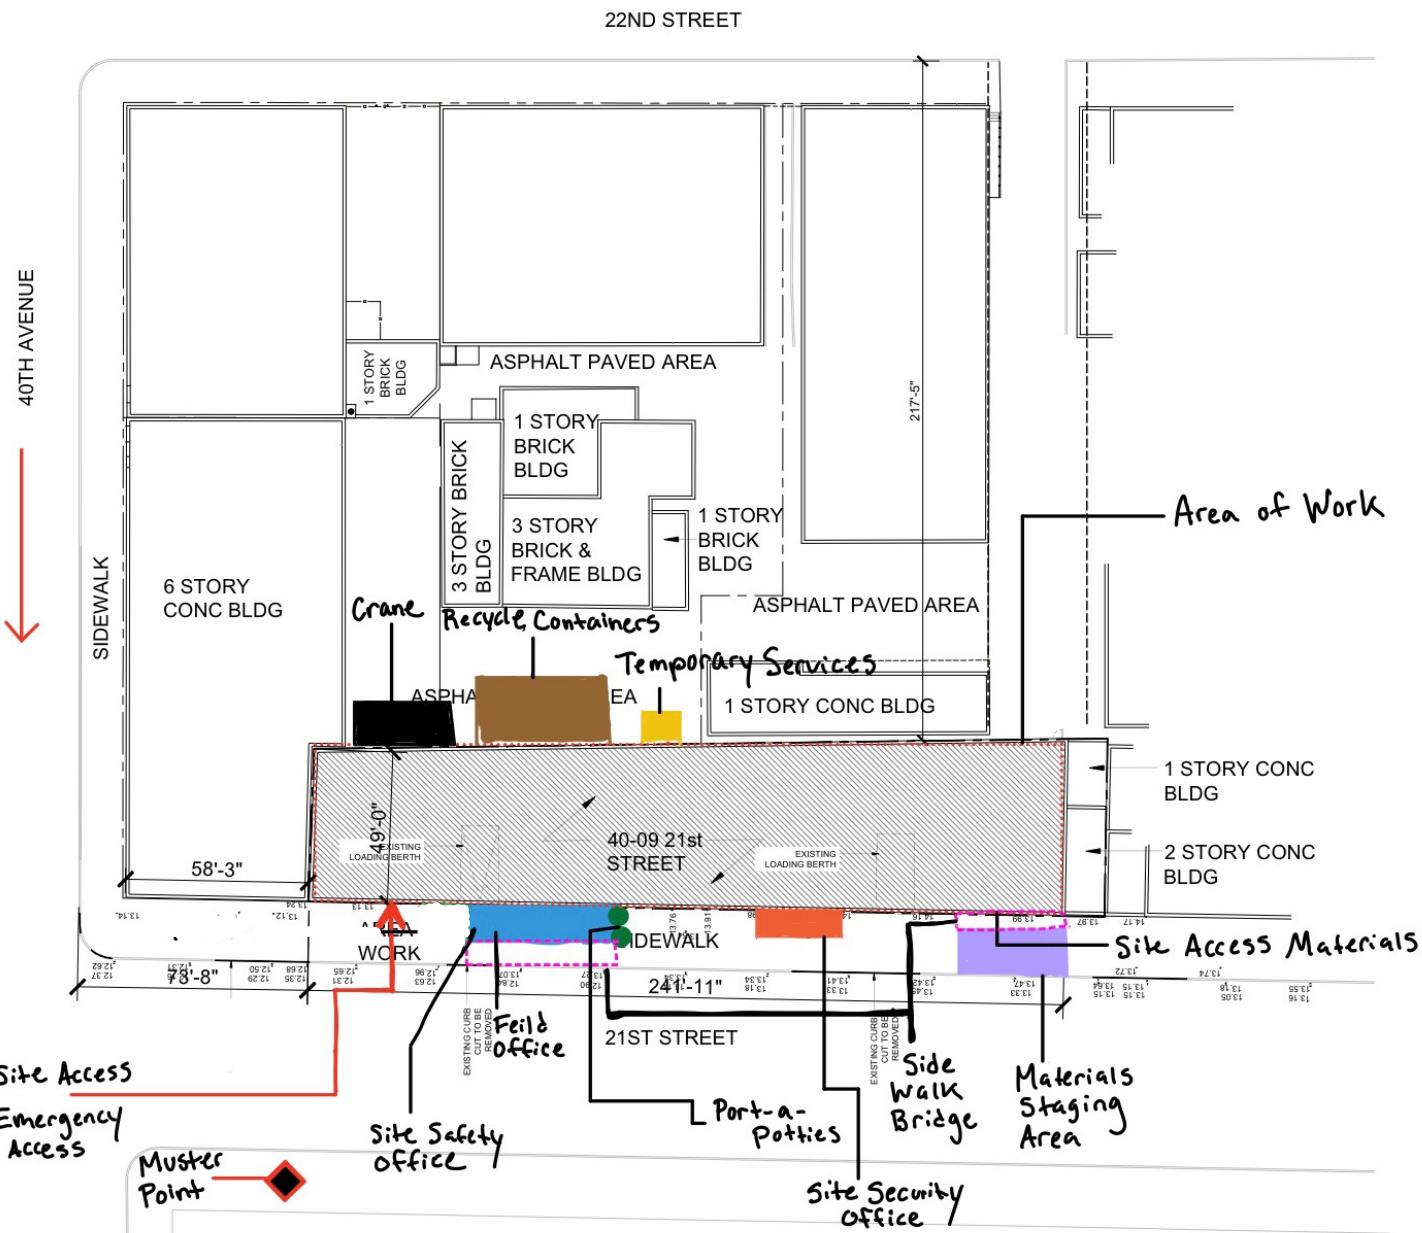 22ND STREET
40TH AVENUE
SIDEWALK
1 STORY
BRICK
BLDG
ASPHALT PAVED AREA
217'-5"
1 STORY
BRICK
BLDG
3 STORY BRICK
BLDG
3 STORY
BRICK &
FRAME BLDG
1 STORY
BRICK
BLDG
Area of Work
6 STORY
CONC BLDG
ASPHALT PAVED AREA
Crane
Recycle Containers
Temporary Services
ASPHA
EA
1 STORY CONC BLDG
1 STORY CONC
BLDG
49'-0"
EXISTING
LOADING BERTH
40-09 21st
STREET
EXISTING
LOADING BERTH
2 STORY CONC
BLDG
58'-3"
WORK
IDEWALK
Site Access Materials
78'-8"
241'-11"
21ST STREET
EXISTING CURB
CUT TO BE
REMOVED
EXISTING CURB
CUT TO BE
REMOVED
Feild
Office
Side
Walk
Bridge
Materials
Staging
Area
Site Access
Emergency
Access
Site Safety
Office
Port-a-
Potties
Muster
Point
Site Security
Office